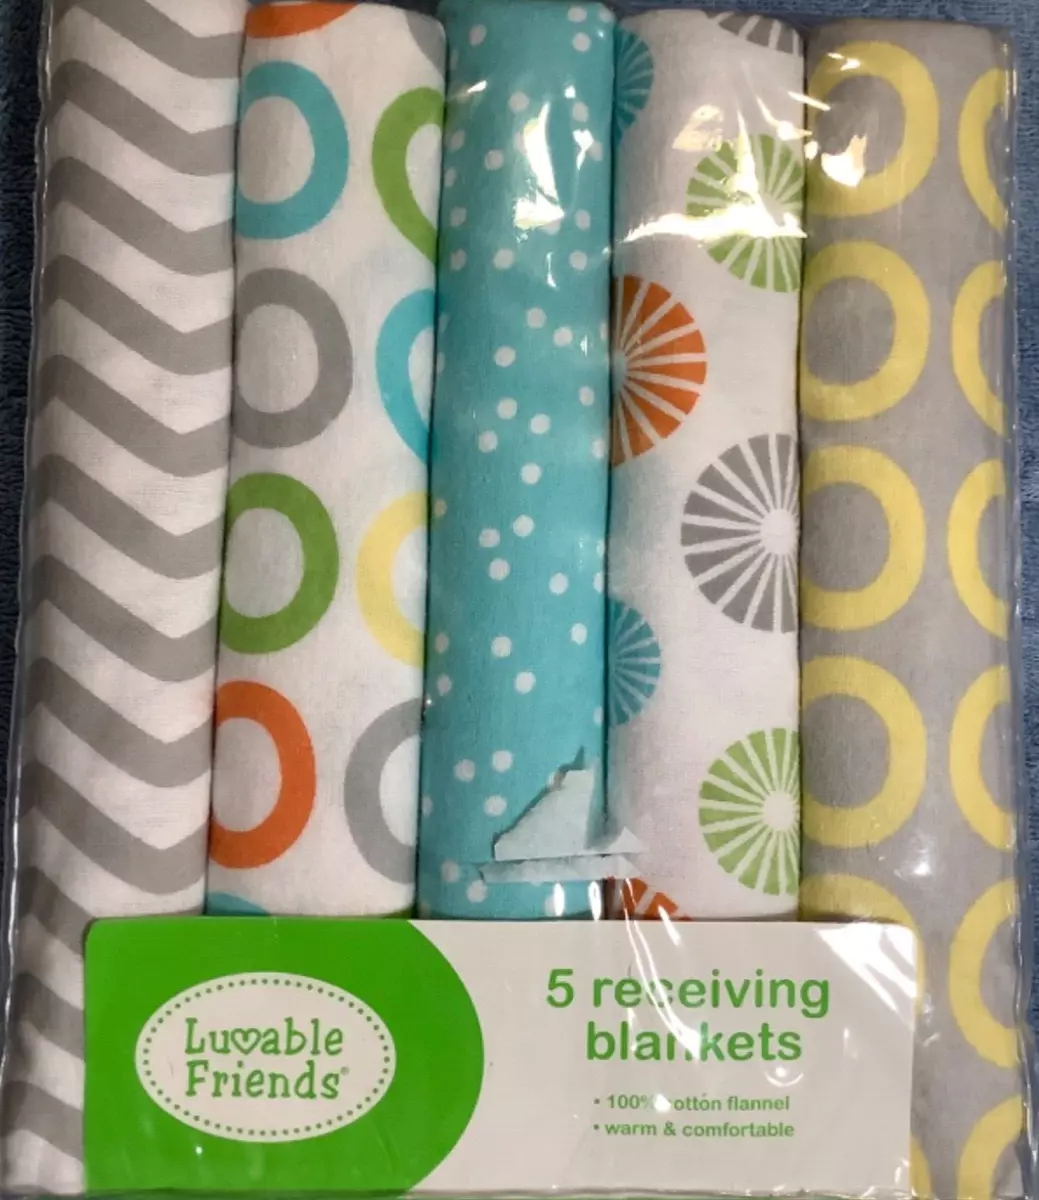 Luvable
Friends®
5 receiving
blankets
• 100% cotton flannel
• warm & comfortable